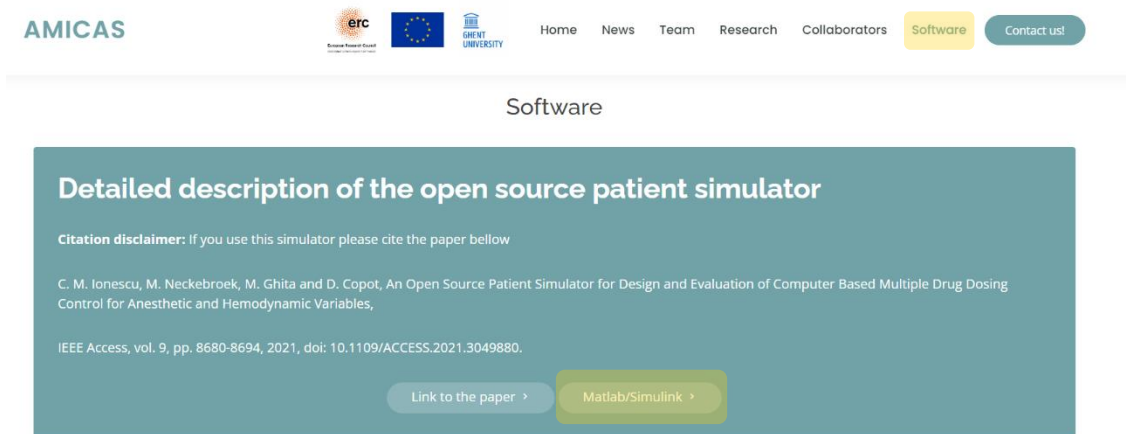 AMICAS
erc
European Research Council
GHENT
UNIVERSITY
Home
News
Team
Research
Collaborators
Software
Contact us!
Software
Detailed description of the open source patient simulator
Citation disclaimer: If you use this simulator please cite the paper bellow
C. M. Ionescu, M. Neckebroek, M. Ghita and D. Copot, An Open Source Patient Simulator for Design and Evaluation of Computer Based Multiple Drug Dosing
Control for Anesthetic and Hemodynamic Variables,
IEEE Access, vol. 9, pp. 8680-8694, 2021, doi: 10.1109/ACCESS.2021.3049880.
Link to the paper ›
Matlab/Simulink ›